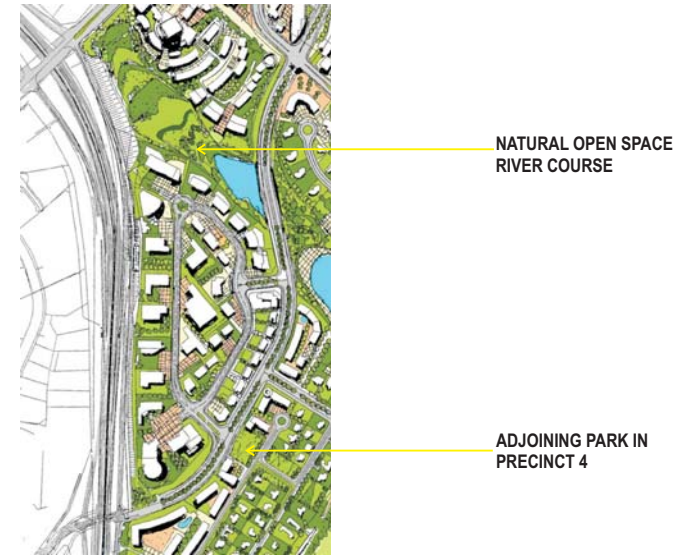 NATURAL OPEN SPACE
RIVER COURSE
ADJOINING PARK IN
PRECINCT 4